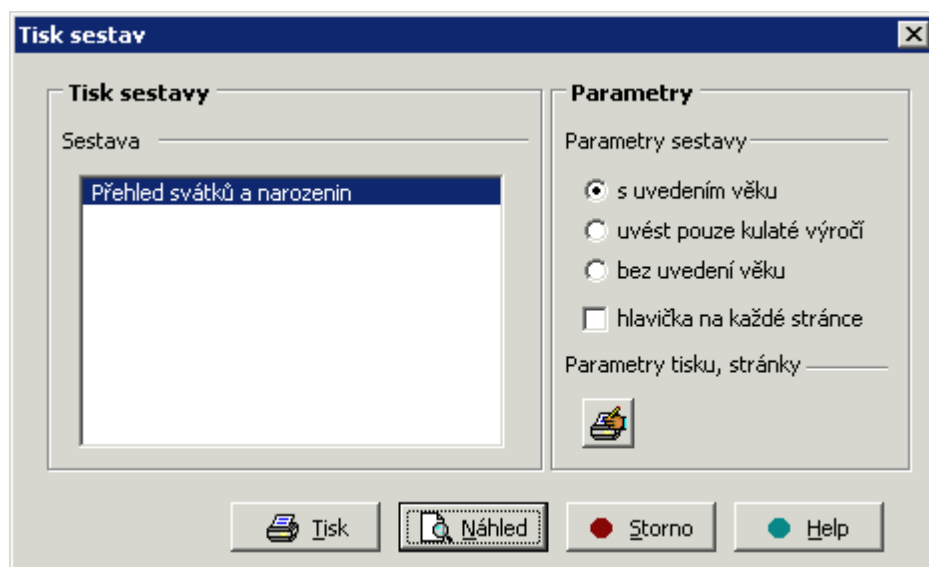 Tisk sestav
Tisk sestavy
Sestava
Přehled svátků a narozenin
Parametry
Parametry sestavy
s uvedením věku
uvést pouze kulaté výročí
bez uvedení věku
hlavička na každé stránce
Parametry tisku, stránky
Tisk
Náhled
Storno
Help